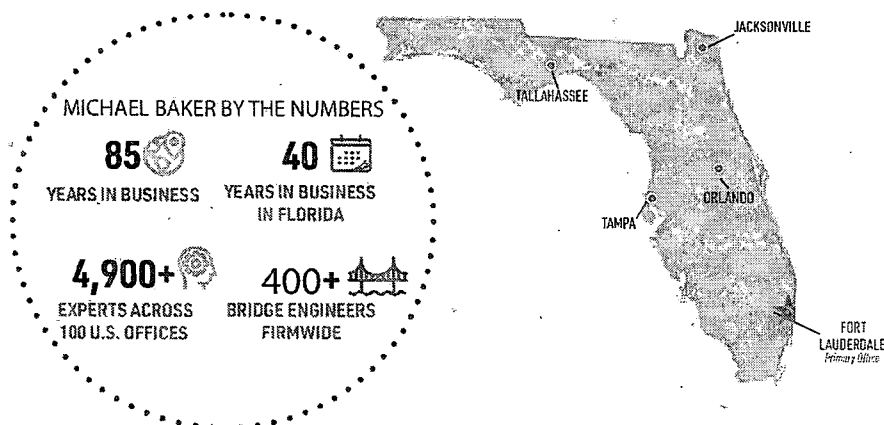 MICHAEL BAKER BY THE NUMBERS
85
YEARS IN BUSINESS
40
YEARS IN BUSINESS
IN FLORIDA
4,900+
EXPERTS ACROSS
100 U.S. OFFICES
400+
BRIDGE ENGINEERS
FIRMWIDE
JACKSONVILLE
TALLAHASSEE
ORLANDO
TAMPA
FORT
LAUDERDALE
Primary Office